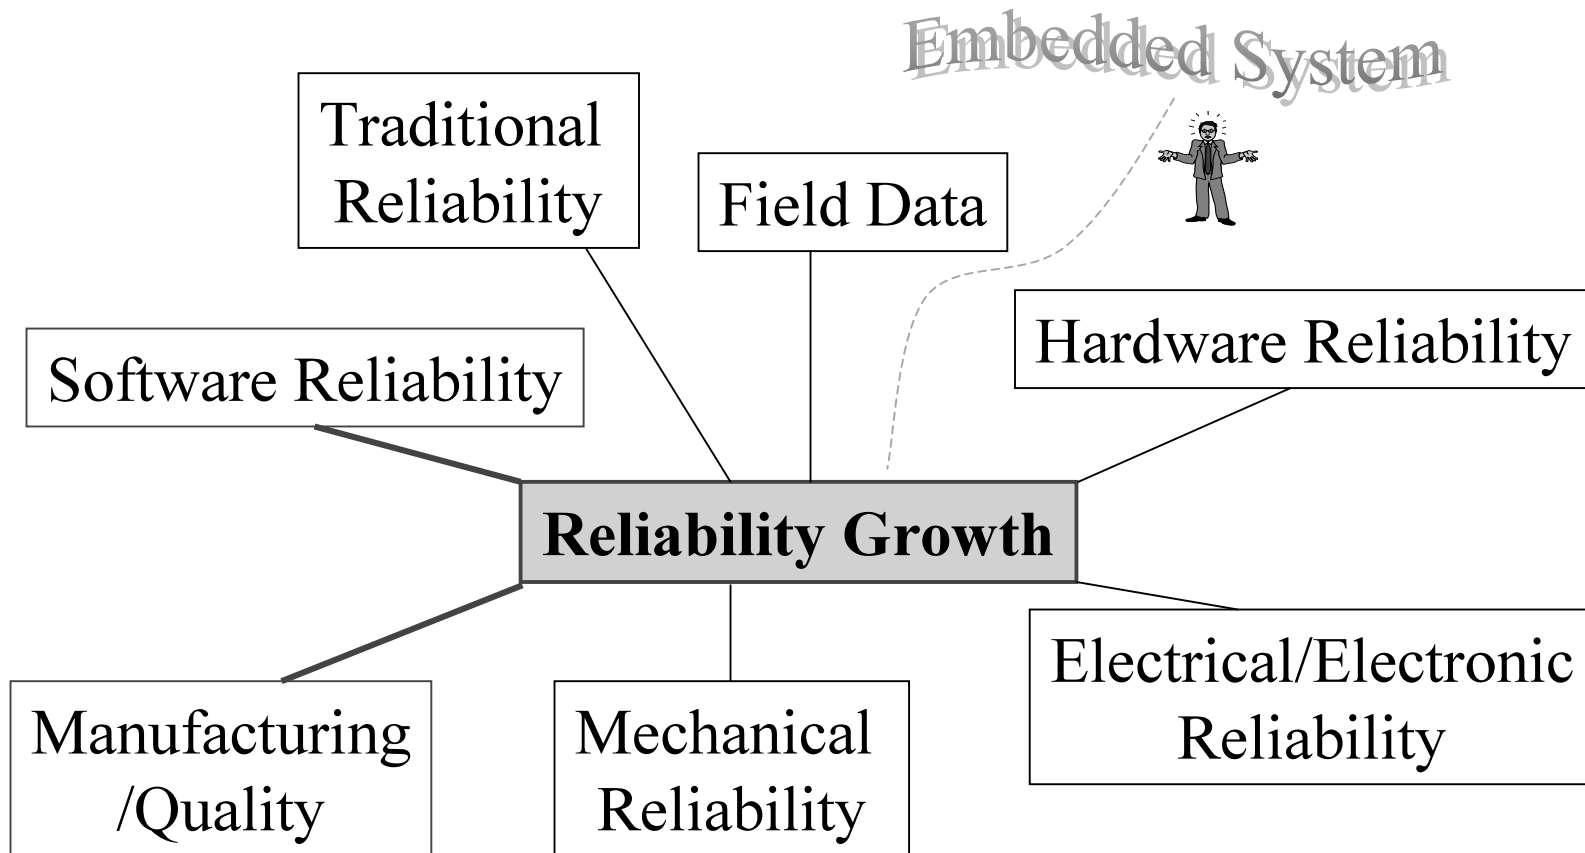 Embedded System
Traditional
Reliability
Field Data
Hardware Reliability
Software Reliability
Reliability Growth
Electrical/Electronic
Reliability
Manufacturing
/Quality
Mechanical
Reliability